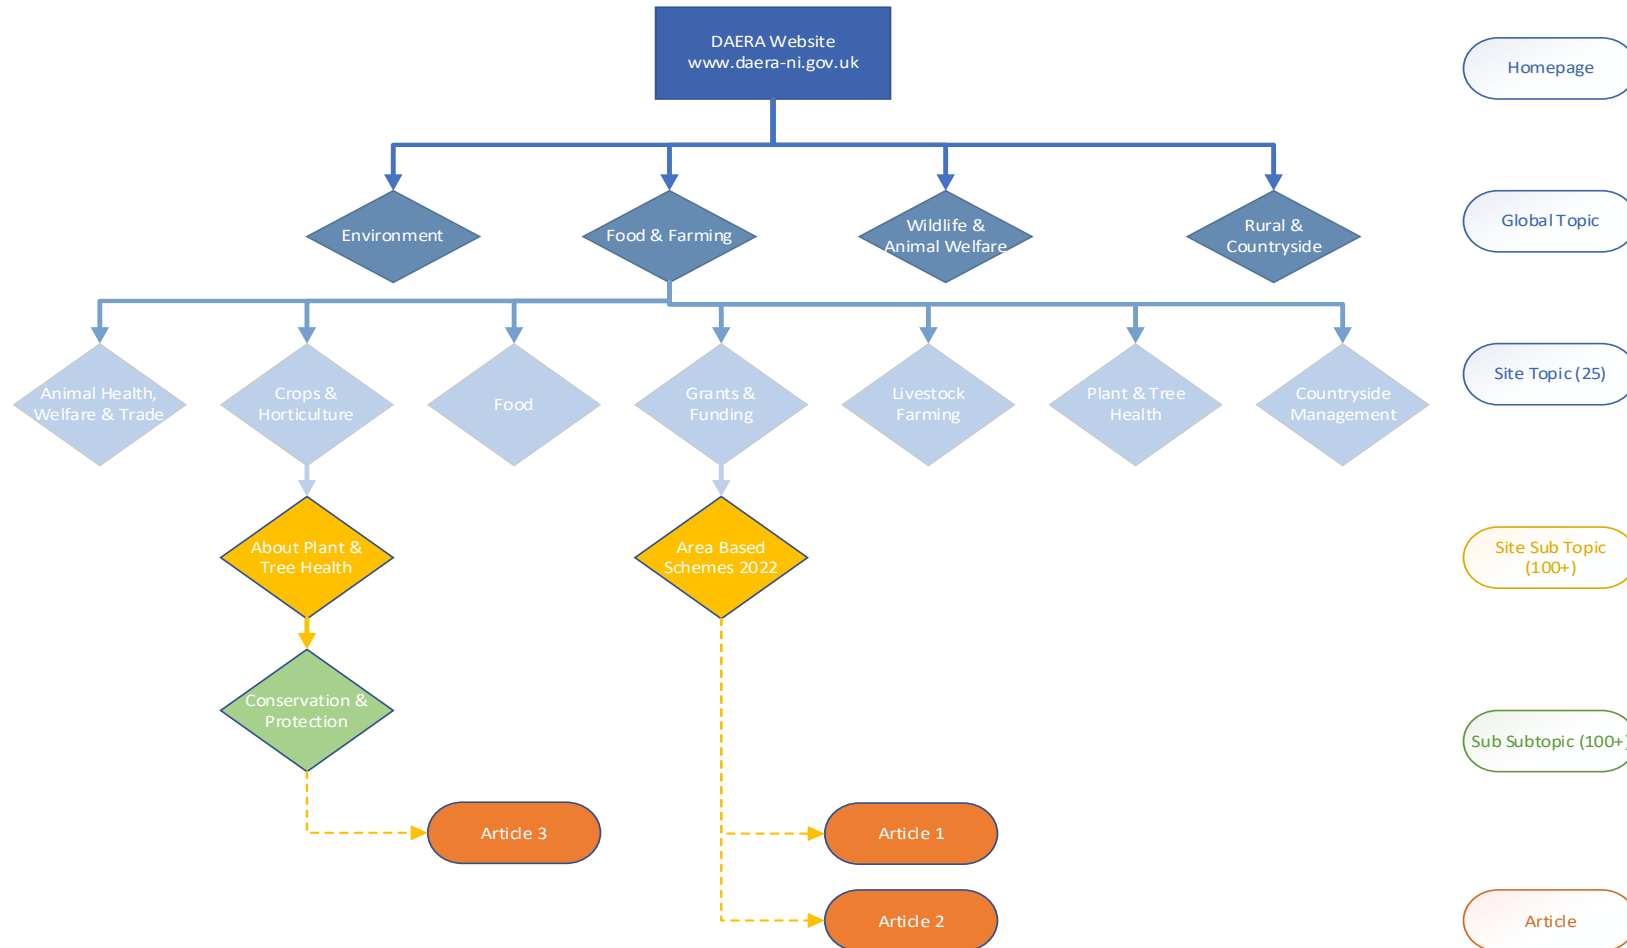 DAERA Website
www.daera-ni.gov.uk
Homepage
Environment
Food & Farming
Wildlife &
Animal Welfare
Rural &
Countryside
Global Topic
Animal Health,
Welfare & Trade
Crops &
Horticulture
Food
Grants &
Funding
Livestock
Farming
Plant & Tree
Health
Countryside
Management
Site Topic (25)
About Plant &
Tree Health
Area Based
Schemes 2022
Site Sub Topic
(100+)
Conservation &
Protection
Sub Subtopic (100+)
Article 3
Article 1
Article 2
Article